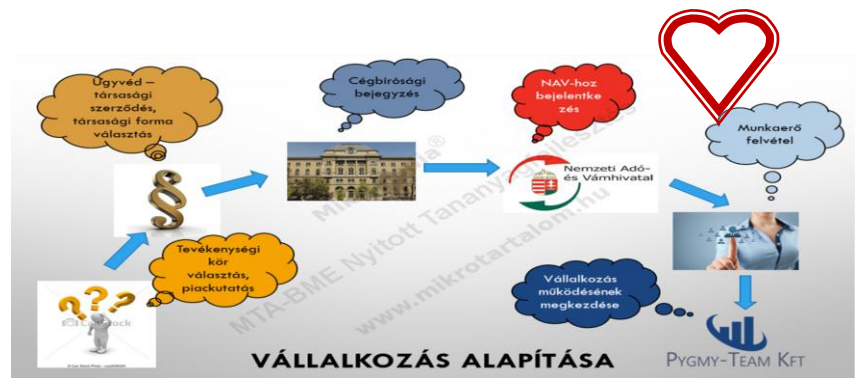 Ügyvéd –
társasági
szerződés,
társasági forma
választás
Cégbírósági
bejegyzés
NAV-hoz
bejelentke
zés
Munkaerő
felvétel
Nemzeti Adó-
és Vámhivatal
Tevékenységi
kör
választás,
piackutatás
Vállalkozás
működésének
megkezdése
MTA-BME Nyitott Tananyagfejlesztés
www.mikrotartalom.hu
VÁLLALKOZÁS ALAPÍTÁSA
PYGMY-TEAM KFT